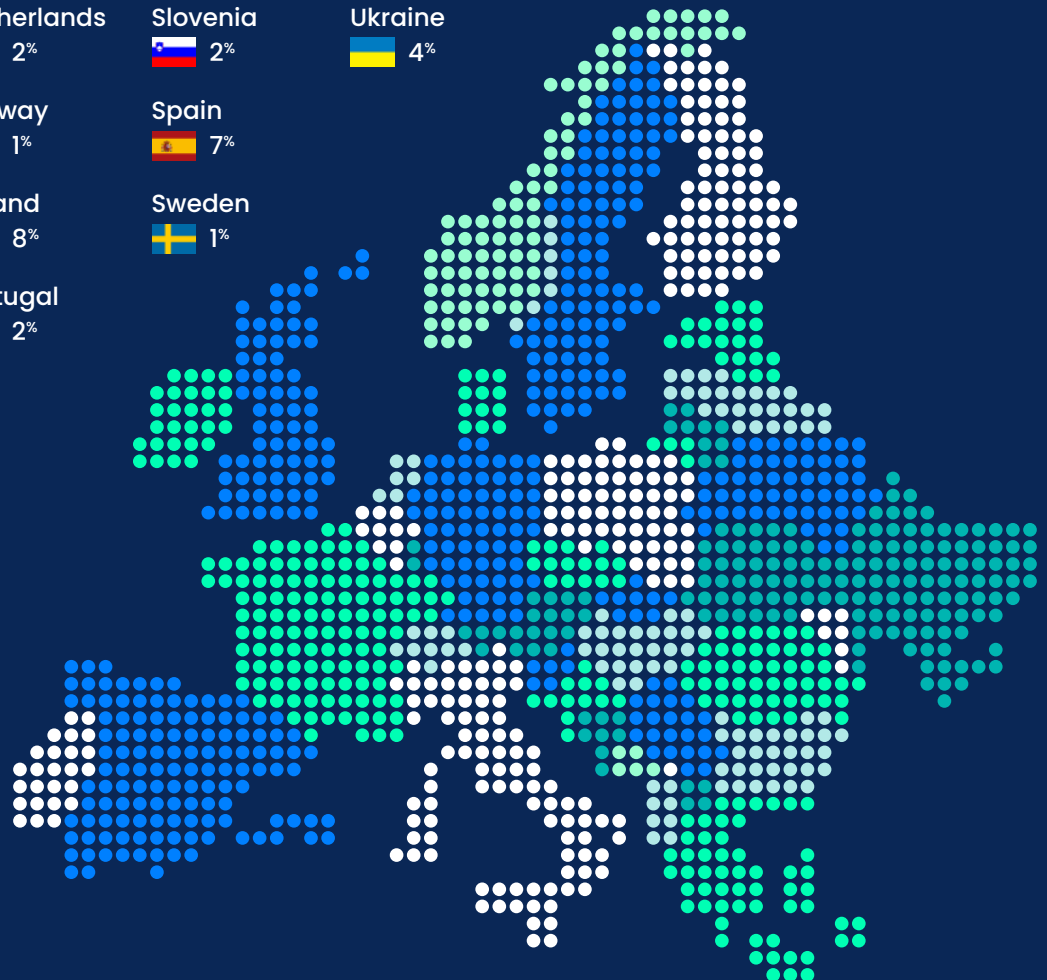 herlands
2%
way
1%
and
8%
tugal
2%
Slovenia
2%
Spain
7%
Sweden
1%
Ukraine
4%